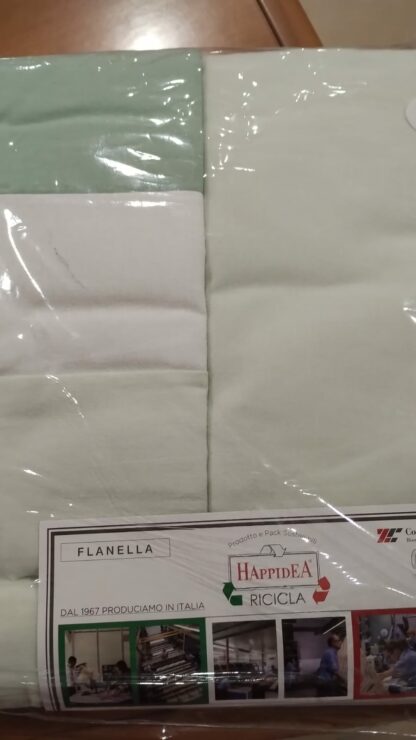 FLANELLA
Prodotto e Pack Sostenibili
HAPPIDEA®
RICICLA
DAL 1967 PRODUCIAMO IN ITALIA